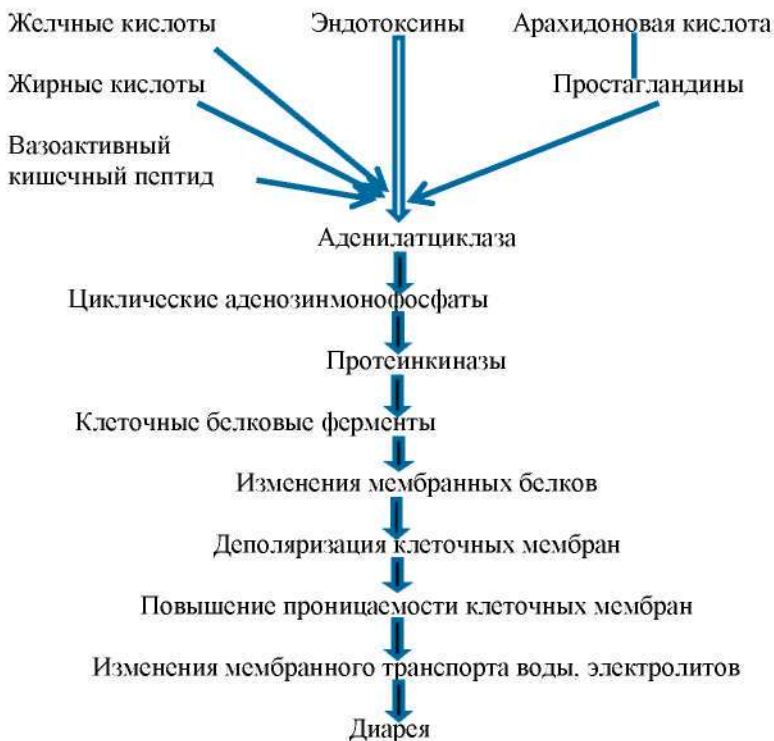 Желчные кислоты
Эндотоксины
Арахидоновая кислота
Жирные кислоты
Простагландины
Вазоактивный
кишечный пептид
Аденилатциклаза
Циклические аденозинмонофосфаты
Протеинкиназы
Клеточные белковые ферменты
Изменения мембранных белков
Деполяризация клеточных мембран
Повышение проницаемости клеточных мембран
Изменения мембранного транспорта воды, электролитов
Диарея